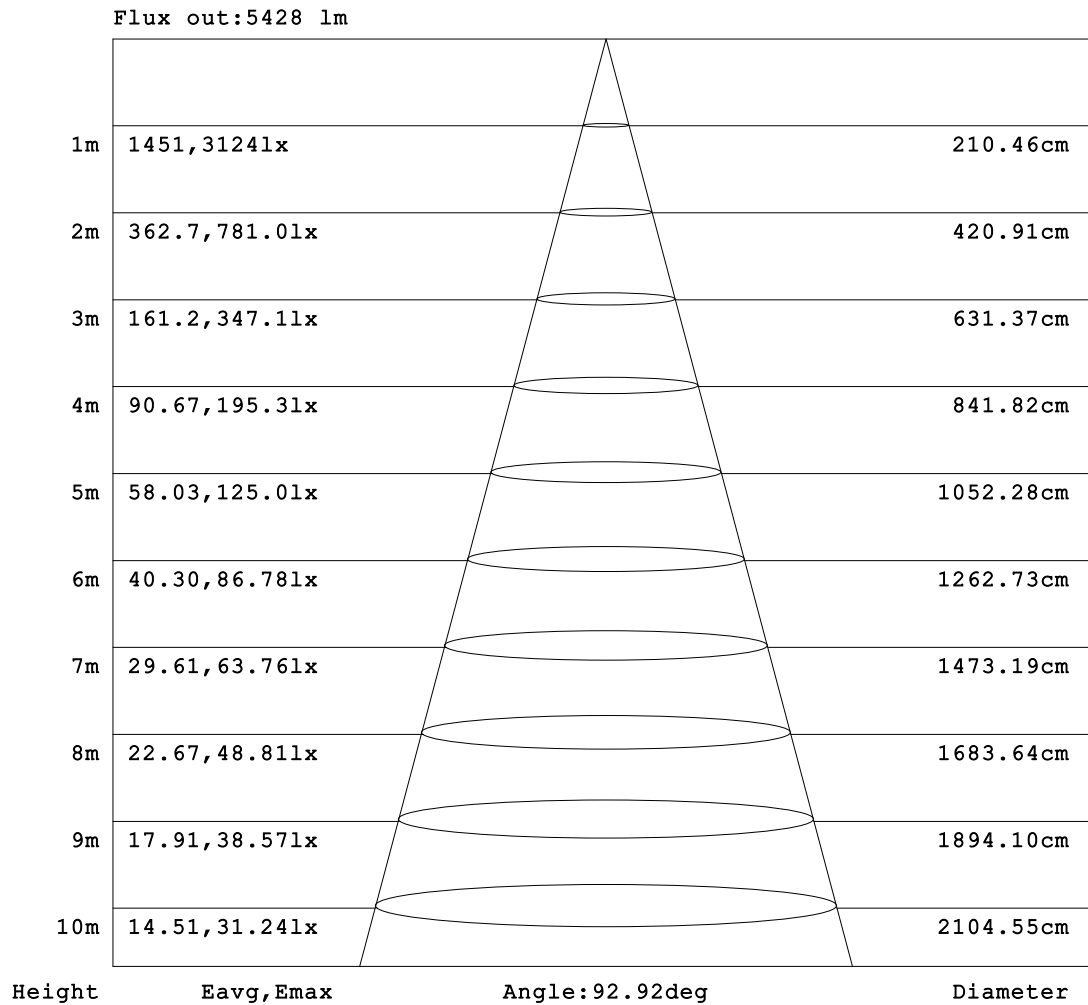 Flux out:5428 lm
1m 1451,3124lx 210.46cm
2m 362.7,781.0lx 420.91cm
3m 161.2,347.1lx 631.37cm
4m 90.67,195.3lx 841.82cm
5m 58.03,125.0lx 1052.28cm
6m 40.30,86.78lx 1262.73cm
7m 29.61,63.76lx 1473.19cm
8m 22.67,48.81lx 1683.64cm
9m 17.91,38.57lx 1894.10cm
10m 14.51,31.24lx 2104.55cm
Height Eavg,Emax Angle:92.92deg Diameter